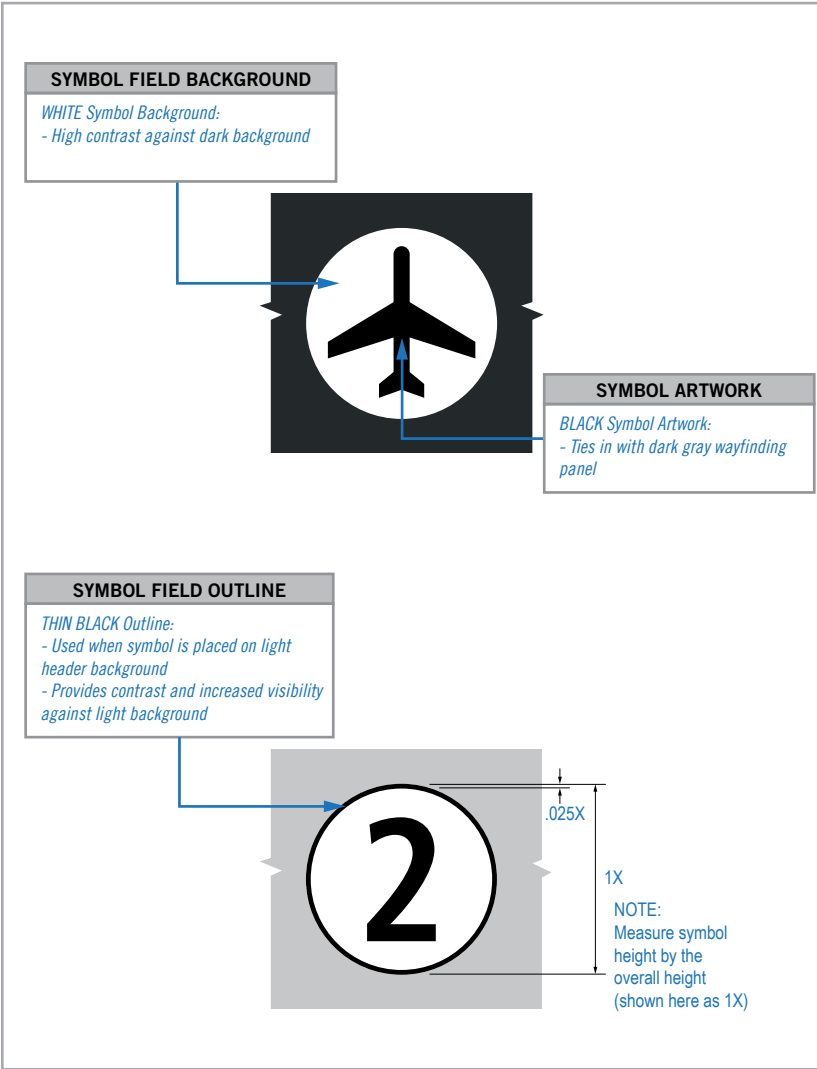 SYMBOL FIELD BACKGROUND
WHITE Symbol Background:
- High contrast against dark background
SYMBOL ARTWORK
BLACK Symbol Artwork:
- Ties in with dark gray wayfinding
panel
SYMBOL FIELD OUTLINE
THIN BLACK Outline:
- Used when symbol is placed on light
header background
- Provides contrast and increased visibility
against light background
2
.025X
1X
NOTE:
Measure symbol
height by the
overall height
(shown here as 1X)